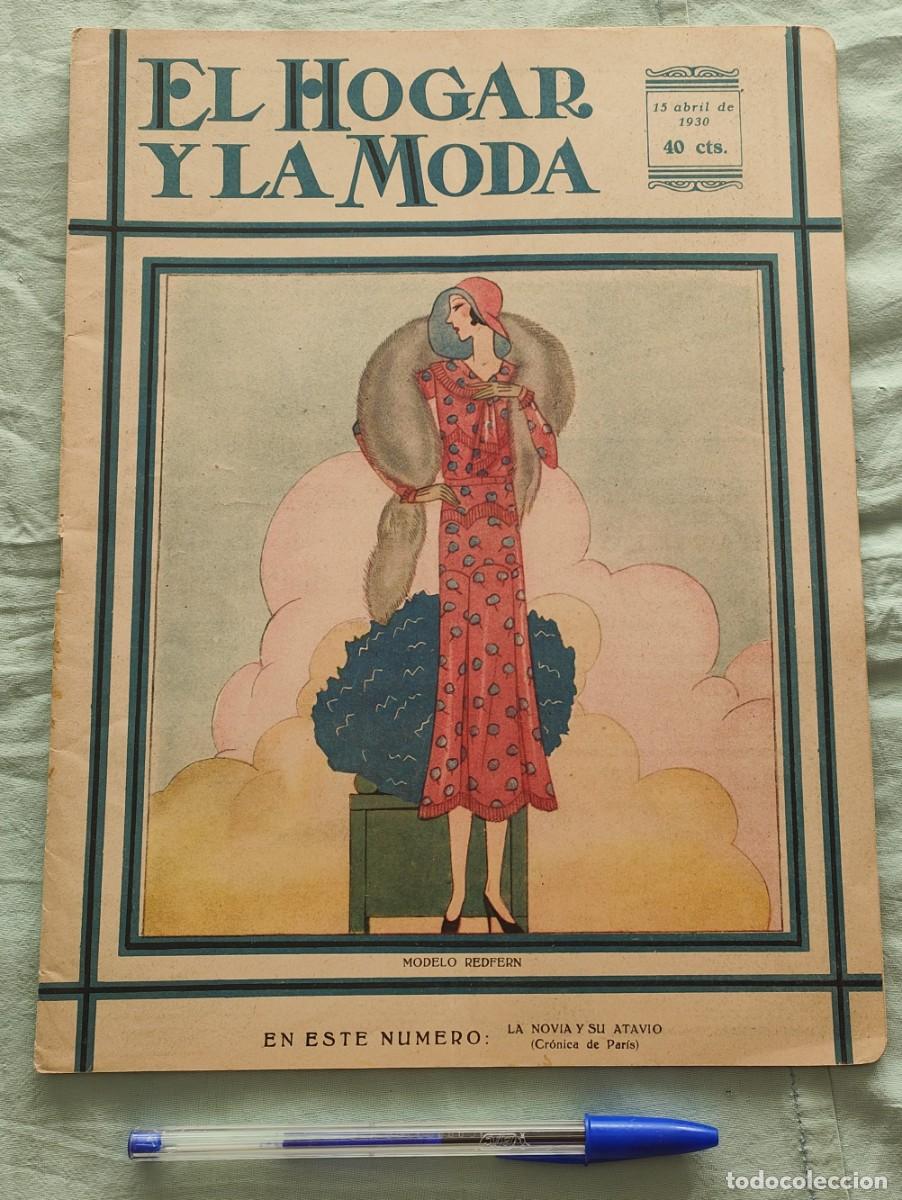 EL HOGAR
Y LA MODA
15 abril de
1930
40 cts.
MODELO REDFERN
EN ESTE NUMERO:
LA NOVIA Y SU ATAVIO
(Crónica de París)
todocoleccion